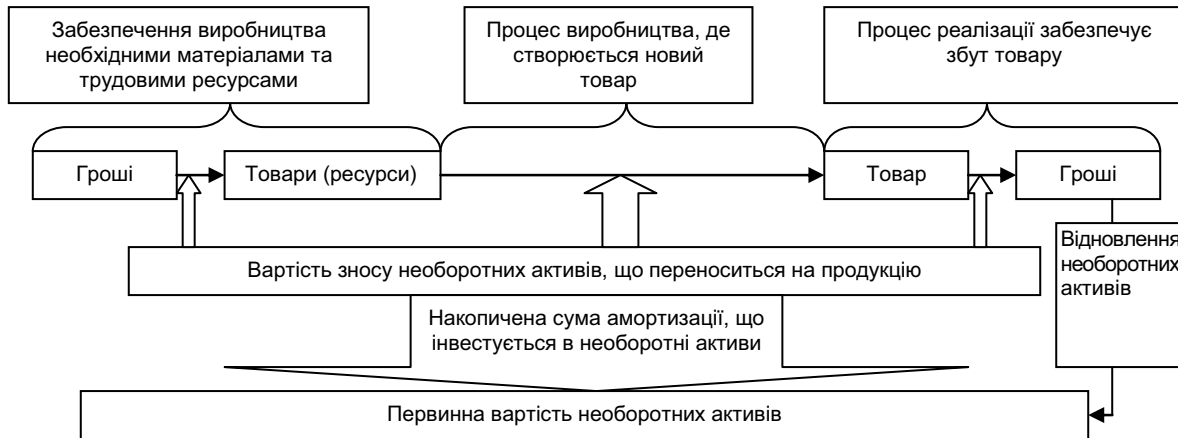 Забезпечення виробництва
необхідними матеріалами та
трудовими ресурсами
Процес виробництва, де
створюється новий
товар
Процес реалізації забезпечує
збут товару
Гроші
Товари (ресурси)
Товар
Гроші
Відновлення
необоротних
активів
Вартість зносу необоротних активів, що переноситься на продукцію
Накопичена сума амортизації, що
інвестується в необоротні активи
Первинна вартість необоротних активів